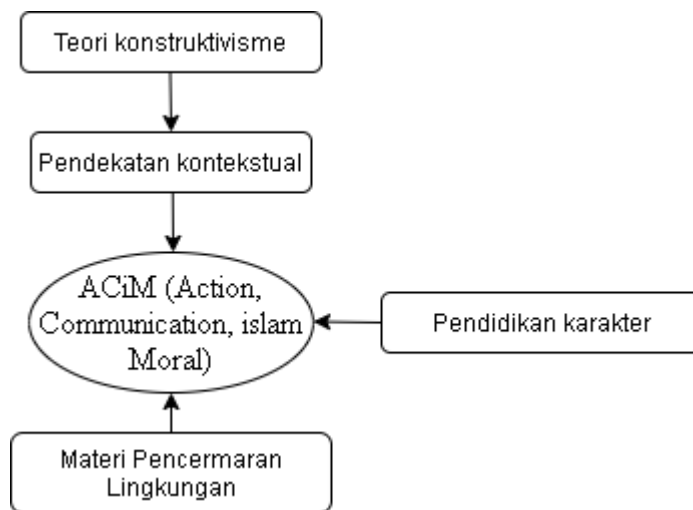 Teori konstruktivisme
Pendekatan kontekstual
ACiM (Action,
Communication, islam
Moral)
Pendidikan karakter
Materi Pencermaran
Lingkungan